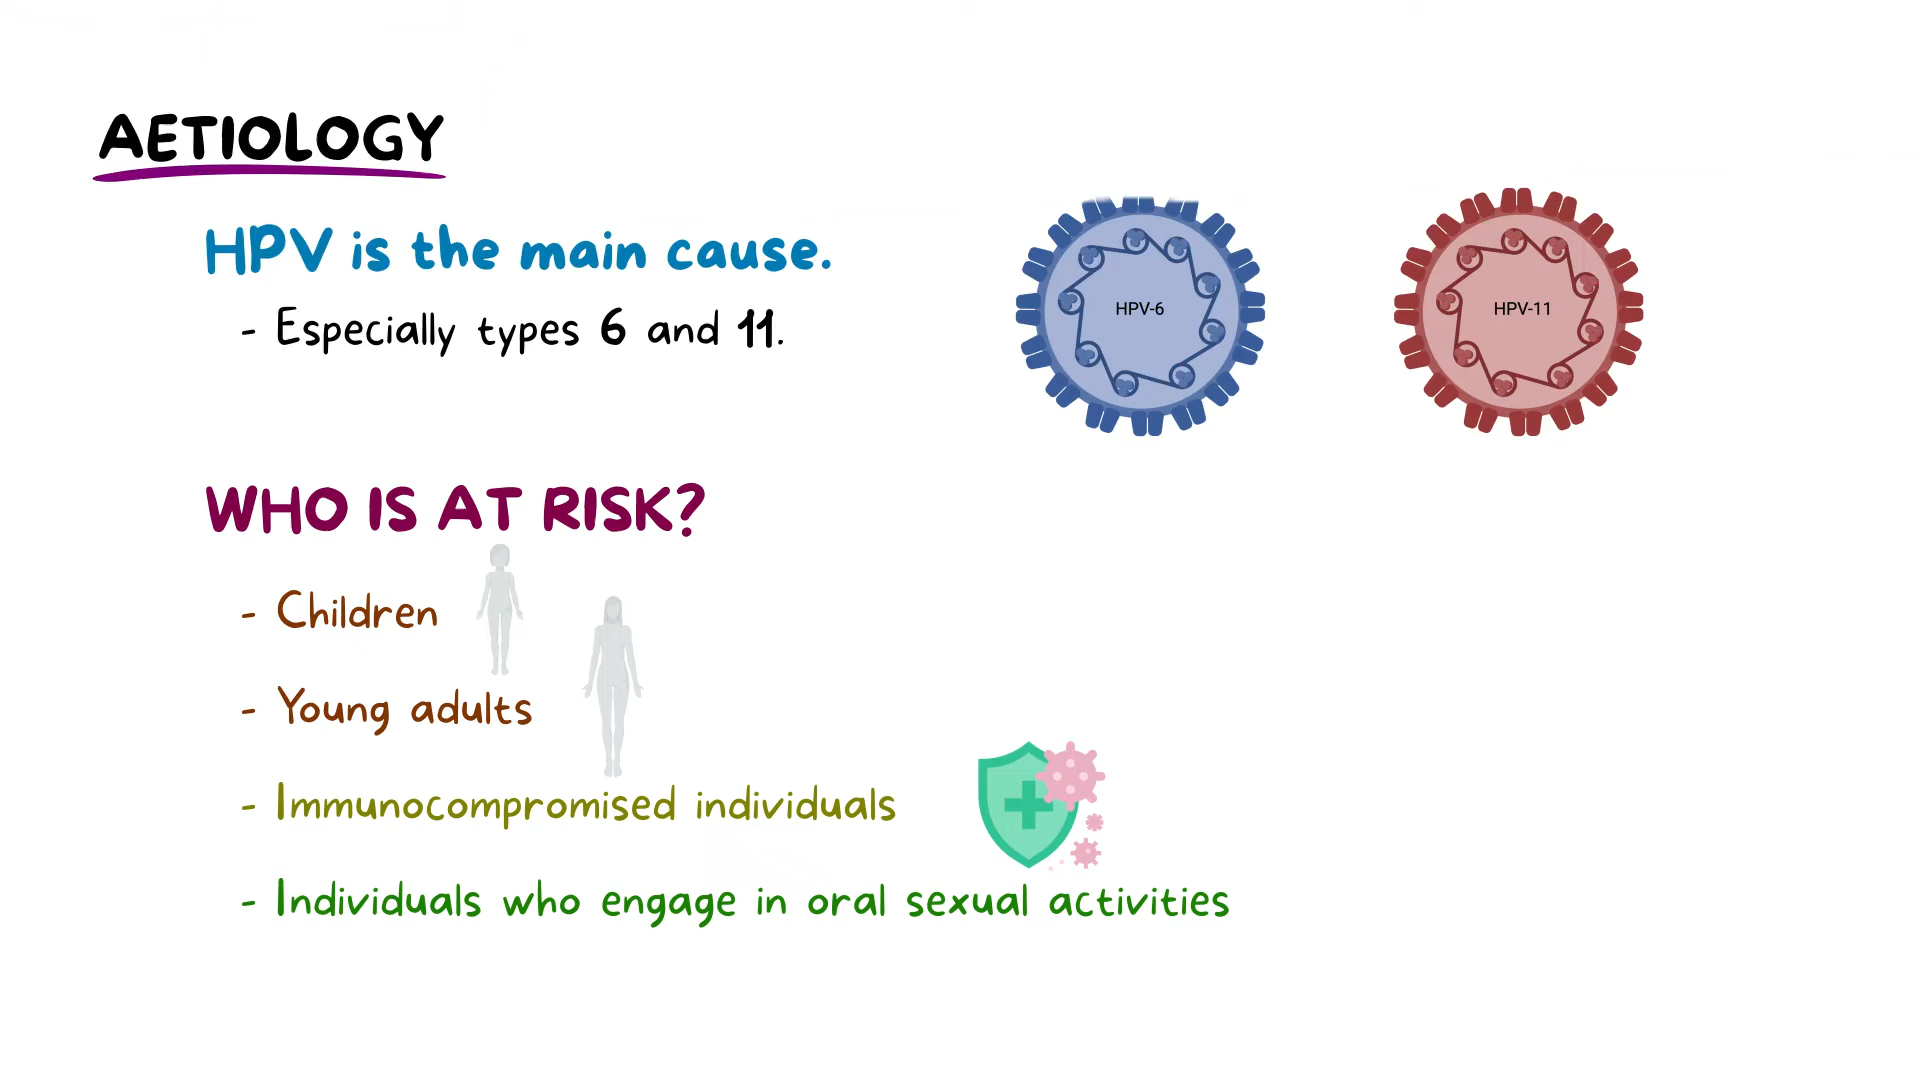 AETIOLOGY
HPV is the main cause.
- Especially types 6 and 11.
HPV-6
HPV-11
WHO IS AT RISK?
- Children
- Young adults
- Immunocompromised individuals
- Individuals who engage in oral sexual activities